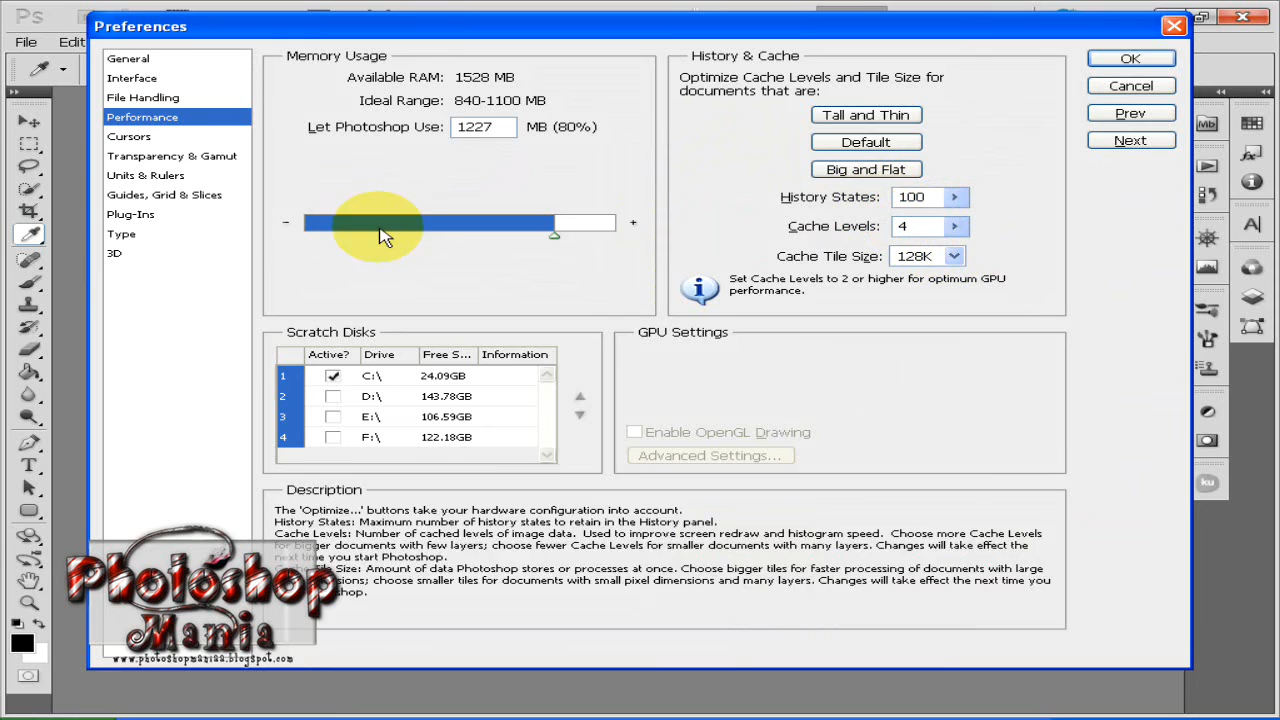 Ps
Preferences
File
Edit
General
Interface
File Handling
Performance
Cursors
Transparency & Gamut
Units & Rulers
Guides, Grid & Slices
Plug-Ins
Type
3D
Memory Usage
Available RAM: 1528 MB
Ideal Range: 840-1100 MB
Let Photoshop Use: 1227 MB (80%)
- +
History & Cache
Optimize Cache Levels and Tile Size for
documents that are:
Tall and Thin
Default
Big and Flat
History States: 100
Cache Levels: 4
Cache Tile Size: 128K
Set Cache Levels to 2 or higher for optimum GPU
performance.
OK
Cancel
Prev
Next
Scratch Disks
Active? Drive Free S... Information
1 C:\ 24.09GB
2 D:\ 143.78GB
3 E:\ 106.59GB
4 F:\ 122.18GB
GPU Settings
Enable OpenGL Drawing
Advanced Settings...
Description
The 'Optimize...' buttons take your hardware configuration into account.
History States: Maximum number of history states to retain in the History panel.
Cache Levels: Number of cached levels of image data. Used to improve screen redraw and histogram speed. Choose more Cache Levels
for bigger documents with few layers; choose fewer Cache Levels for smaller documents with many layers. Changes will take effect the
next time you start Photoshop.
Size: Amount of data Photoshop stores or processes at once. Choose bigger tiles for faster processing of documents with large
choose smaller tiles for documents with small pixel dimensions and many layers. Changes will take effect the next time you
Photoshop
Mania
www.photoshopmaniaa.blogspot.com
Mb
A
ku
T